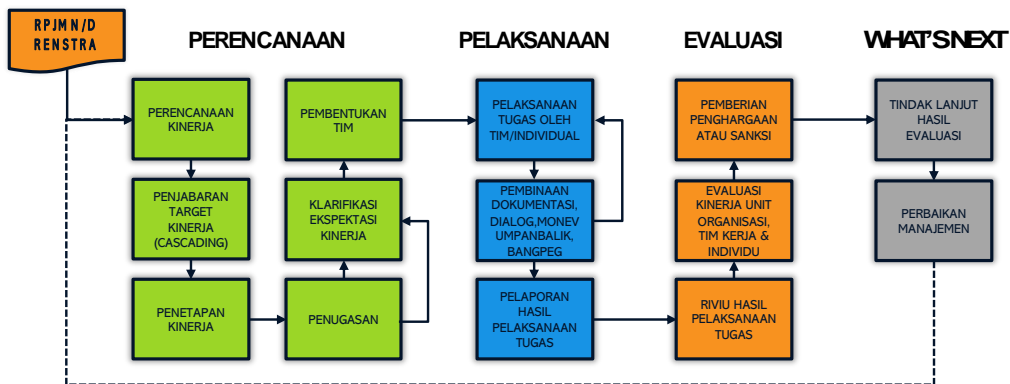 RPJMN/D
RENSTRA
PERENCANAAN
PELAKSANAAN
EVALUASI
WHAT'S NEXT
PERENCANAAN
KINERJA
PENJABARAN
TARGET
KINERJA
(CASCADING)
PENETAPAN
KINERJA
PEMBENTUKAN
TIM
KLARIFIKASI
EKSPEKTASI
KINERJA
PENUGASAN
PELAKSANAAN
TUGAS OLEH
TIM/INDIVIDUAL
PEMBINAAN
DOKUMENTASI,
DIALOG,MONEV
UMPANBALIK,
BANGPEG
PELAPORAN
HASIL
PELAKSANAAN
TUGAS
PEMBERIAN
PENGHARGAAN
ATAU SANKSI
EVALUASI
KINERJA UNIT
ORGANISASI,
TIM KERJA &
INDIVIDU
RIVIU HASIL
PELAKSANAAN
TUGAS
TINDAK LANJUT
HASIL
EVALUASI
PERBAIKAN
MANAJEMEN